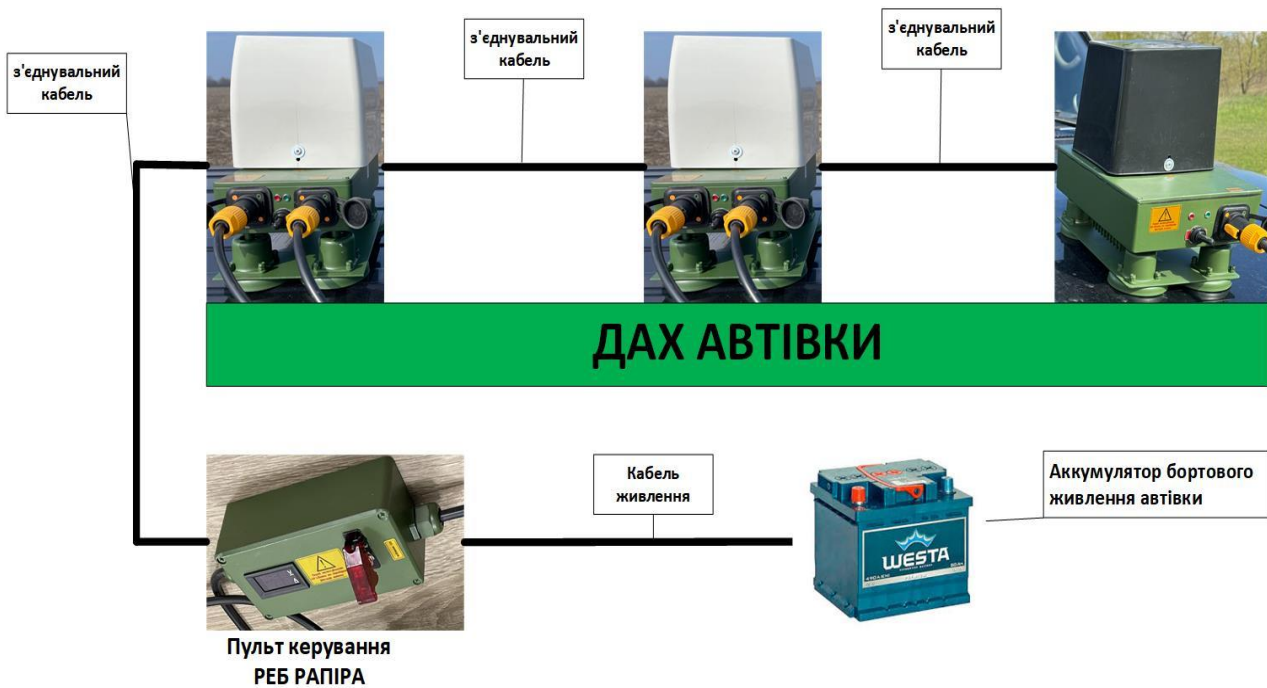 з'єднувальний
кабель
з'єднувальний
кабель
з'єднувальний
кабель
ДАХ АВТІВКИ
Кабель
живлення
Аккумулятор бортового
живлення автівки
WESTA
Пульт керування
РЕБ РАПІРА